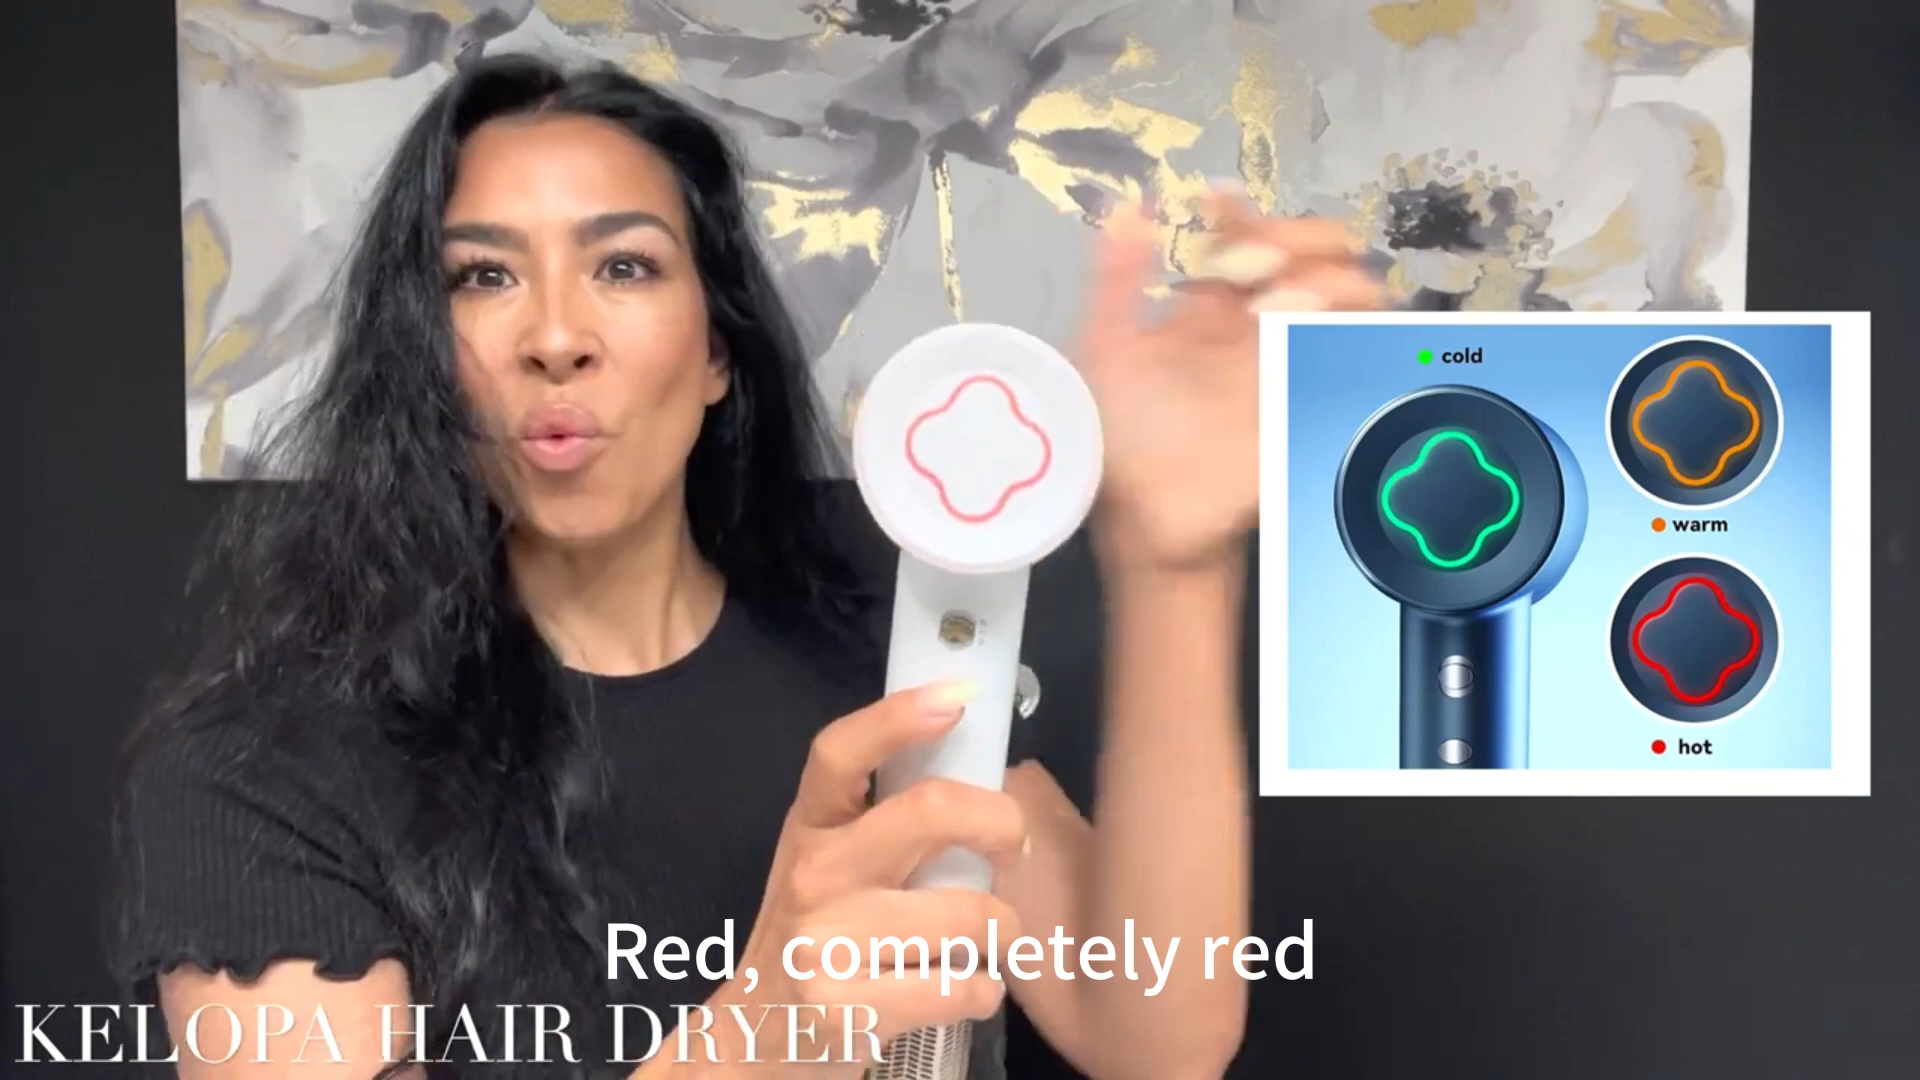 cold
warm
hot
Red, completely red
KELOPA HAIR DRYER